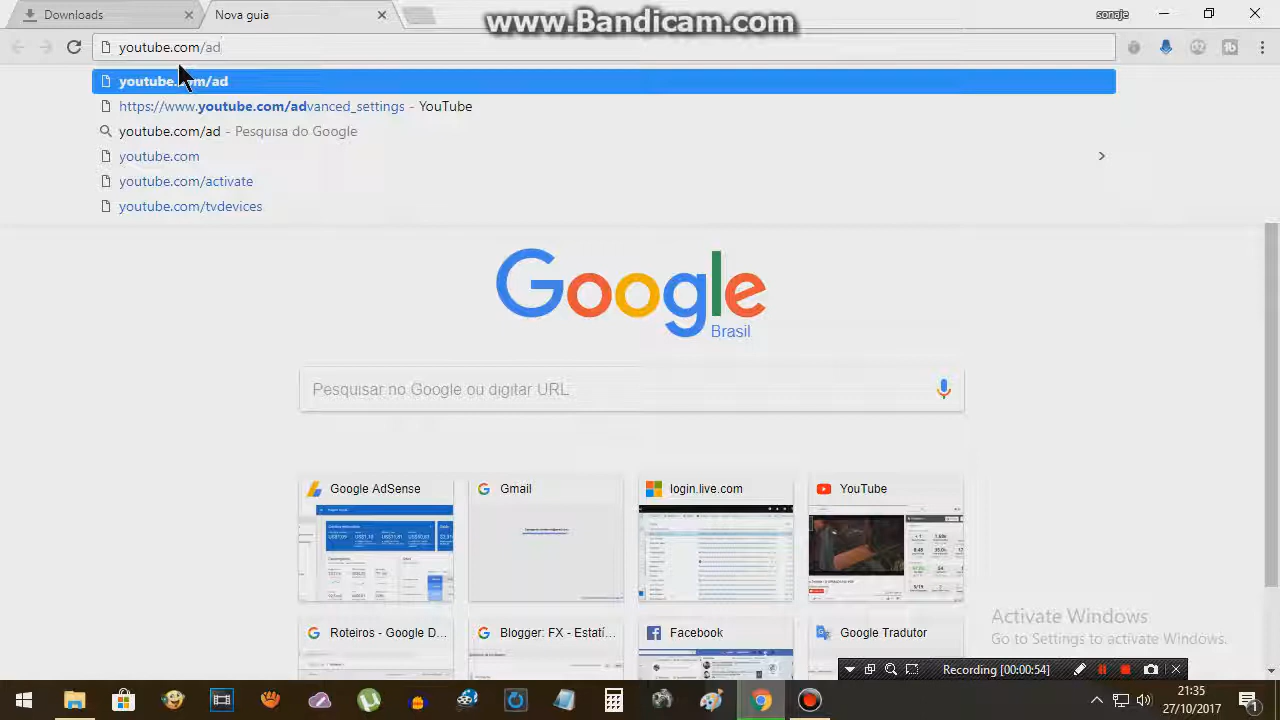 Downloads
Nova guia
www.Bandicam.com
sonaje
youtube.com/ad
youtube.com/ad
https://www.youtube.com/advanced_settings - YouTube
youtube.com/ad - Pesquisa do Google
youtube.com
youtube.com/activate
youtube.com/tvdevices
Google
Brasil
Pesquisar no Google ou digitar URL
Google AdSense
Gmail
login.live.com
YouTube
Roteiros - Google D...
Blogger: FX - Estatí...
Facebook
Google Tradutor
Activate Windows
Go to Settings to activate Windows.
Recording [00:00:54]
21:35
27/10/2017